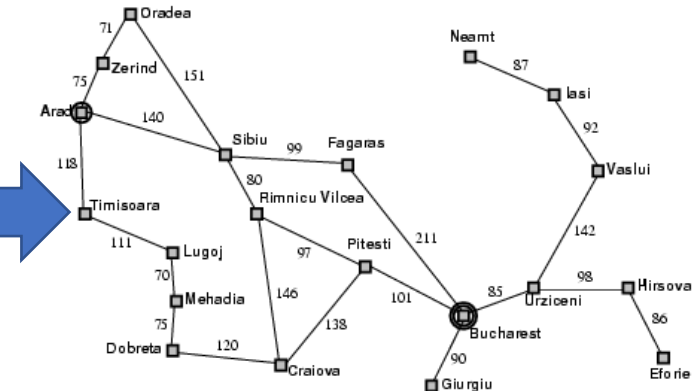 Oradea
71
Neamt
Zerind
87
151
75
Iasi
Arad
140
92
Sibiu
Fagaras
99
118
80
Vaslui
Timisoara
Rimnicu Vilcea
111
142
Lugoj
Pitesti
211
97
70
98
Hirsova
146
85
Mehadia
101
Urziceni
138
86
75
Bucharest
120
Dobreta
90
Craiova
Eforie
Giurgiu